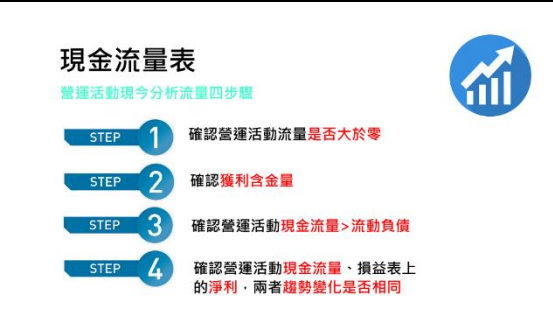 現金流量表
營運活動現今分析流量四步驟
STEP 1 確認營運活動流量是否大於零
STEP 2 確認獲利含金量
STEP 3 確認營運活動現金流量>流動負債
STEP 4 確認營運活動現金流量、損益表上
的淨利，兩者趨勢變化是否相同